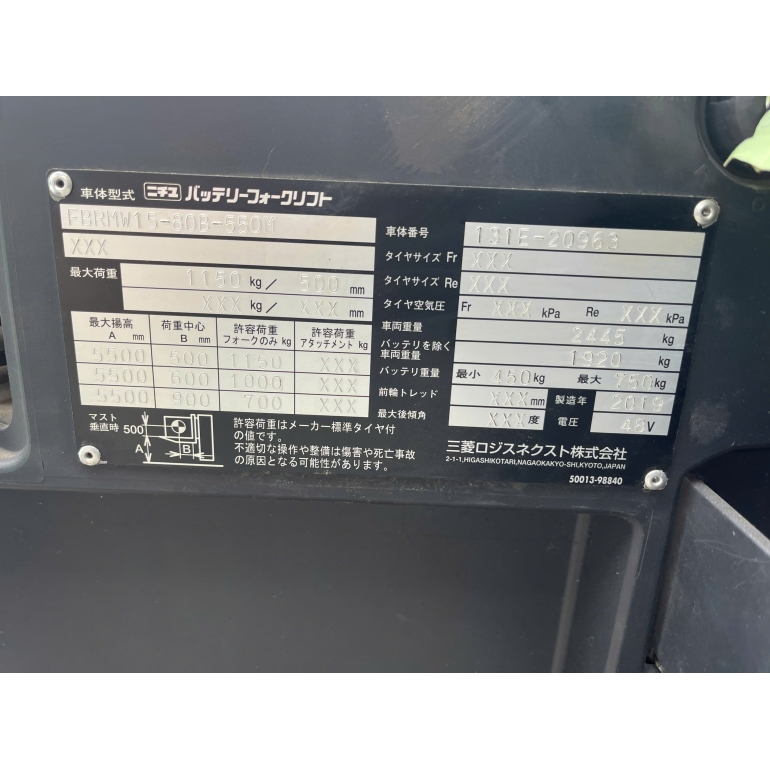 車体型式 ニチユ バッテリーフォークリフト
FBRMW15-80B-550M
XXX
最大荷重 1150 kg/ 500 mm
XXX kg/ XXX mm
最大揚高 A mm 荷重中心 B mm 許容荷重 フォークのみ kg 許容荷重 アタッチメント kg
5500 500 1150 XXX
5500 600 1000 XXX
5500 900 700 XXX
マスト垂直時 500 A B
許容荷重はメーカー標準タイヤ付
の値です。
不適切な操作や整備は傷害や死亡事故
の原因となる可能性があります。
車体番号 131E-20963
タイヤサイズ Fr XXX
タイヤサイズ Re XXX
タイヤ空気圧 Fr XXX kPa Re XXX kPa
車両重量 2445 kg
バッテリを除く車両重量 1920 kg
バッテリ重量 最小 450 kg 最大 750 kg
前輪トレッド XXX mm 製造年 2019
最大後傾角 XXX 度 電圧 48 V
三菱ロジスネクスト株式会社
2-1-1,HIGASHIKOTARI,NAGAOKAKYO-SHI,KYOTO,JAPAN
50013-98840